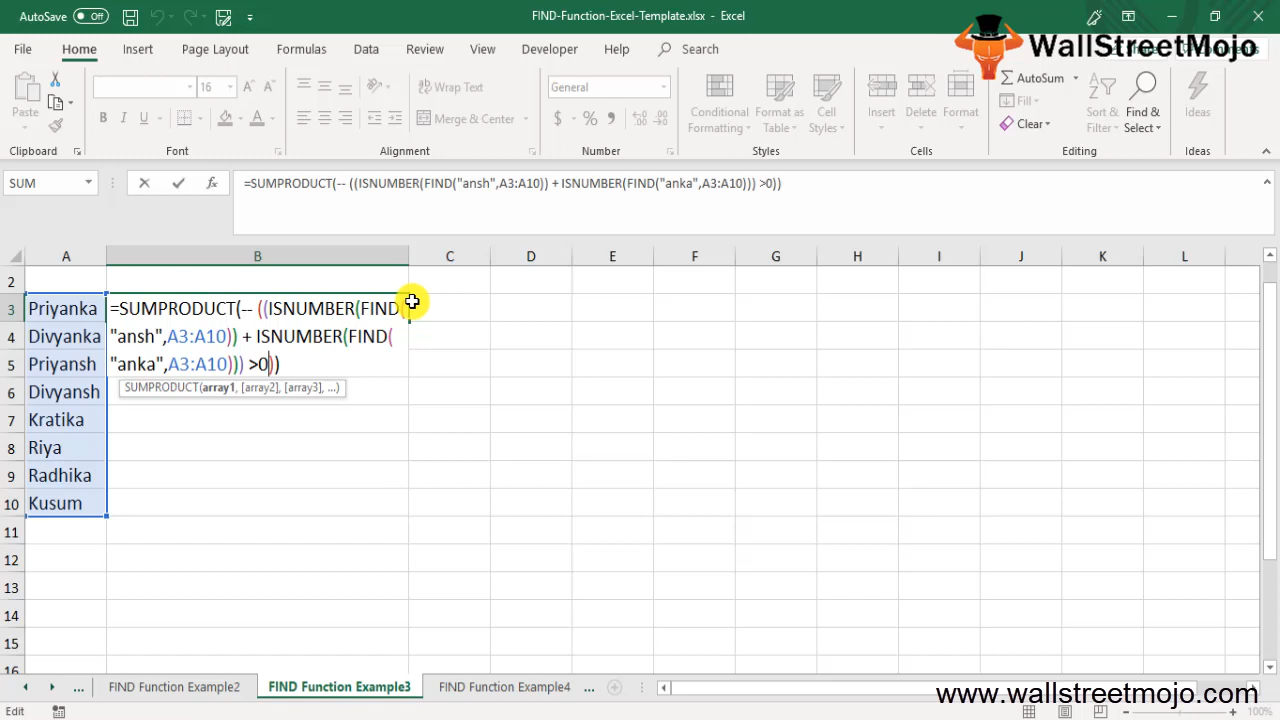 AutoSave Off
FIND-Function-Excel-Template.xlsx - Excel
WallStreetMojo
File Home Insert Page Layout Formulas Data Review View Developer Help Search
Paste
16
Wrap Text
Merge & Center
General
Conditional Formatting
Format as Table
Cell Styles
Insert
Delete
Format
AutoSum
Fill
Clear
Sort & Filter
Find & Select
Ideas
Clipboard Font Alignment Number Styles Cells Editing Ideas
SUM
=SUMPRODUCT(-- ((ISNUMBER(FIND("ansh",A3:A10)) + ISNUMBER(FIND("anka",A3:A10))) >0))
A B C D E F G H I J K L
2
3 Priyanka =SUMPRODUCT(-- ((ISNUMBER(FIND(
4 Divyanka "ansh",A3:A10)) + ISNUMBER(FIND(
5 Priyansh "anka",A3:A10))) >0))
SUMPRODUCT(array1, [array2], [array3], ...)
6 Divyansh
7 Kratika
8 Riya
9 Radhika
10 Kusum
11
12
13
14
15
16
... FIND Function Example2 FIND Function Example3 FIND Function Example4 ...
www.wallstreetmojo.com
Edit
100%